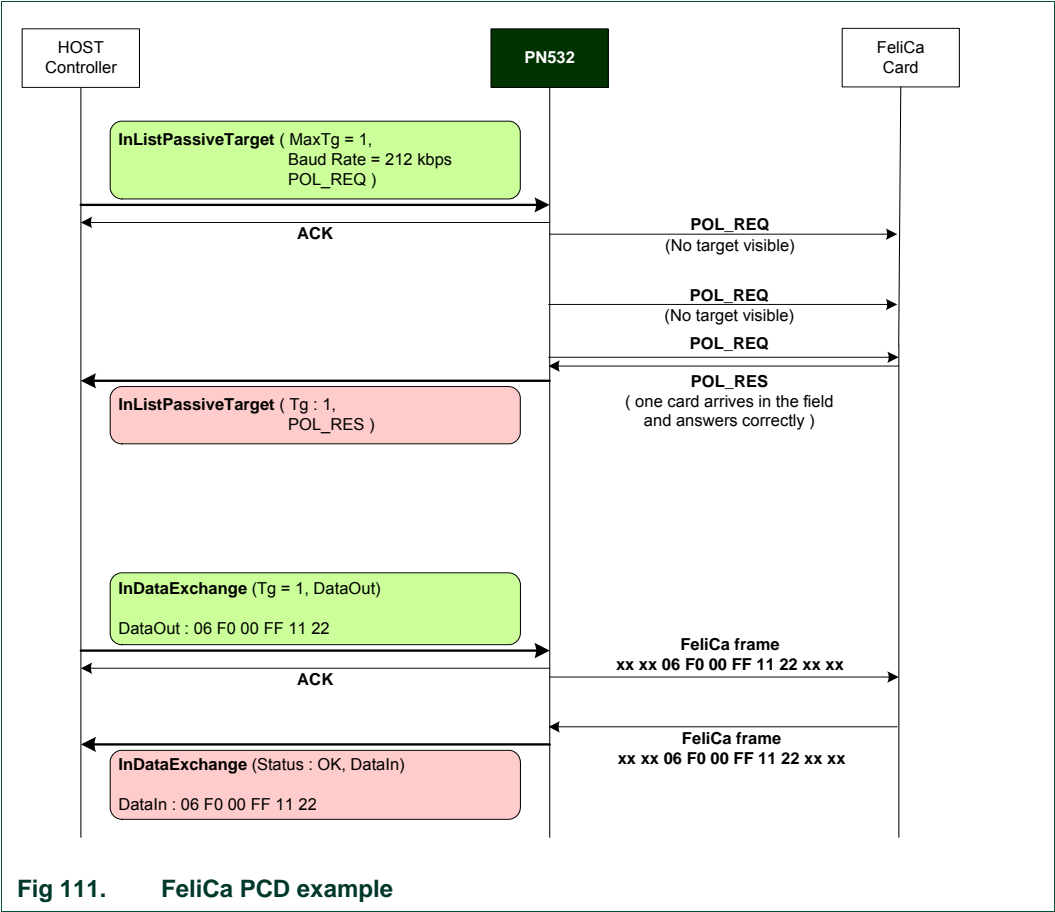 HOST
Controller
PN532
FeliCa
Card
InListPassiveTarget ( MaxTg = 1,
Baud Rate = 212 kbps
POL_REQ )
ACK
POL_REQ
(No target visible)
POL_REQ
(No target visible)
POL_REQ
InListPassiveTarget ( Tg : 1,
POL_RES )
POL_RES
( one card arrives in the field
and answers correctly )
InDataExchange (Tg = 1, DataOut)
DataOut : 06 F0 00 FF 11 22
ACK
FeliCa frame
xx xx 06 F0 00 FF 11 22 xx xx
InDataExchange (Status : OK, DataIn)
DataIn : 06 F0 00 FF 11 22
FeliCa frame
xx xx 06 F0 00 FF 11 22 xx xx
Fig 111. FeliCa PCD example